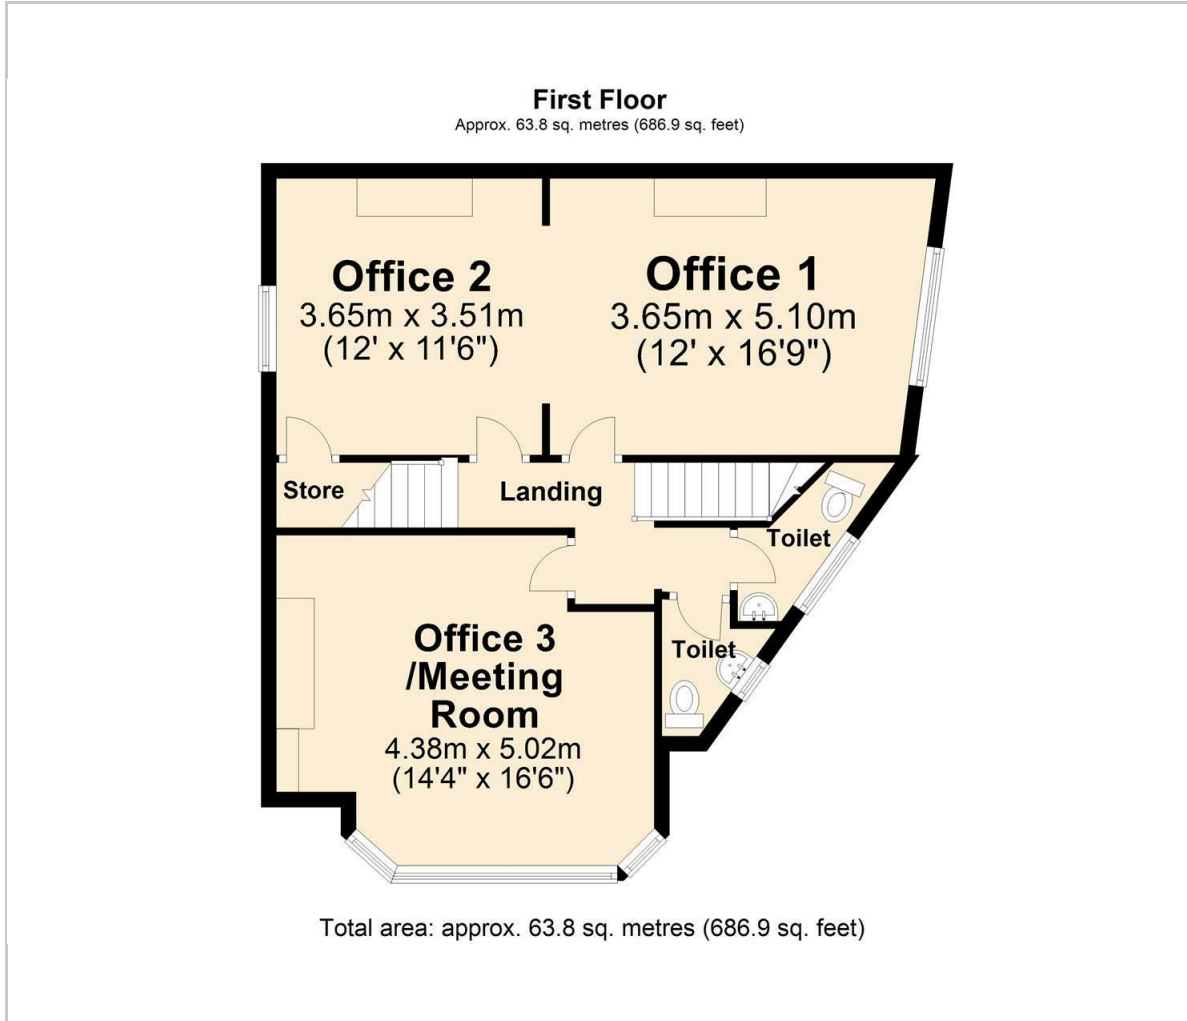 First Floor
Approx. 63.8 sq. metres (686.9 sq. feet)
Office 2
3.65m x 3.51m
(12' x 11'6")
Office 1
3.65m x 5.10m
(12' x 16'9")
Store
Landing
Toilet
Office 3
/Meeting
Room
4.38m x 5.02m
(14'4" x 16'6")
Toilet
Total area: approx. 63.8 sq. metres (686.9 sq. feet)